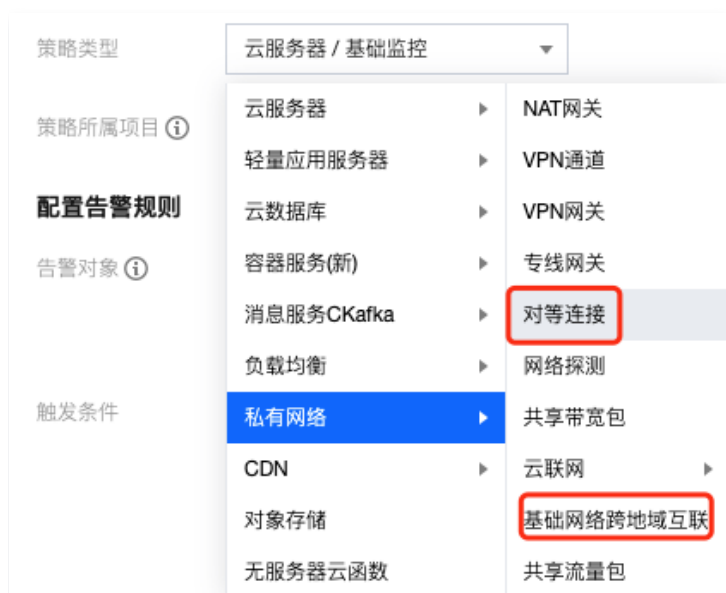 策略类型
云服务器 / 基础监控
策略所属项目
配置告警规则
告警对象
触发条件
云服务器
轻量应用服务器
云数据库
容器服务(新)
消息服务CKafka
负载均衡
私有网络
CDN
对象存储
无服务器云函数
NAT网关
VPN通道
VPN网关
专线网关
对等连接
网络探测
共享带宽包
云联网
基础网络跨地域互联
共享流量包